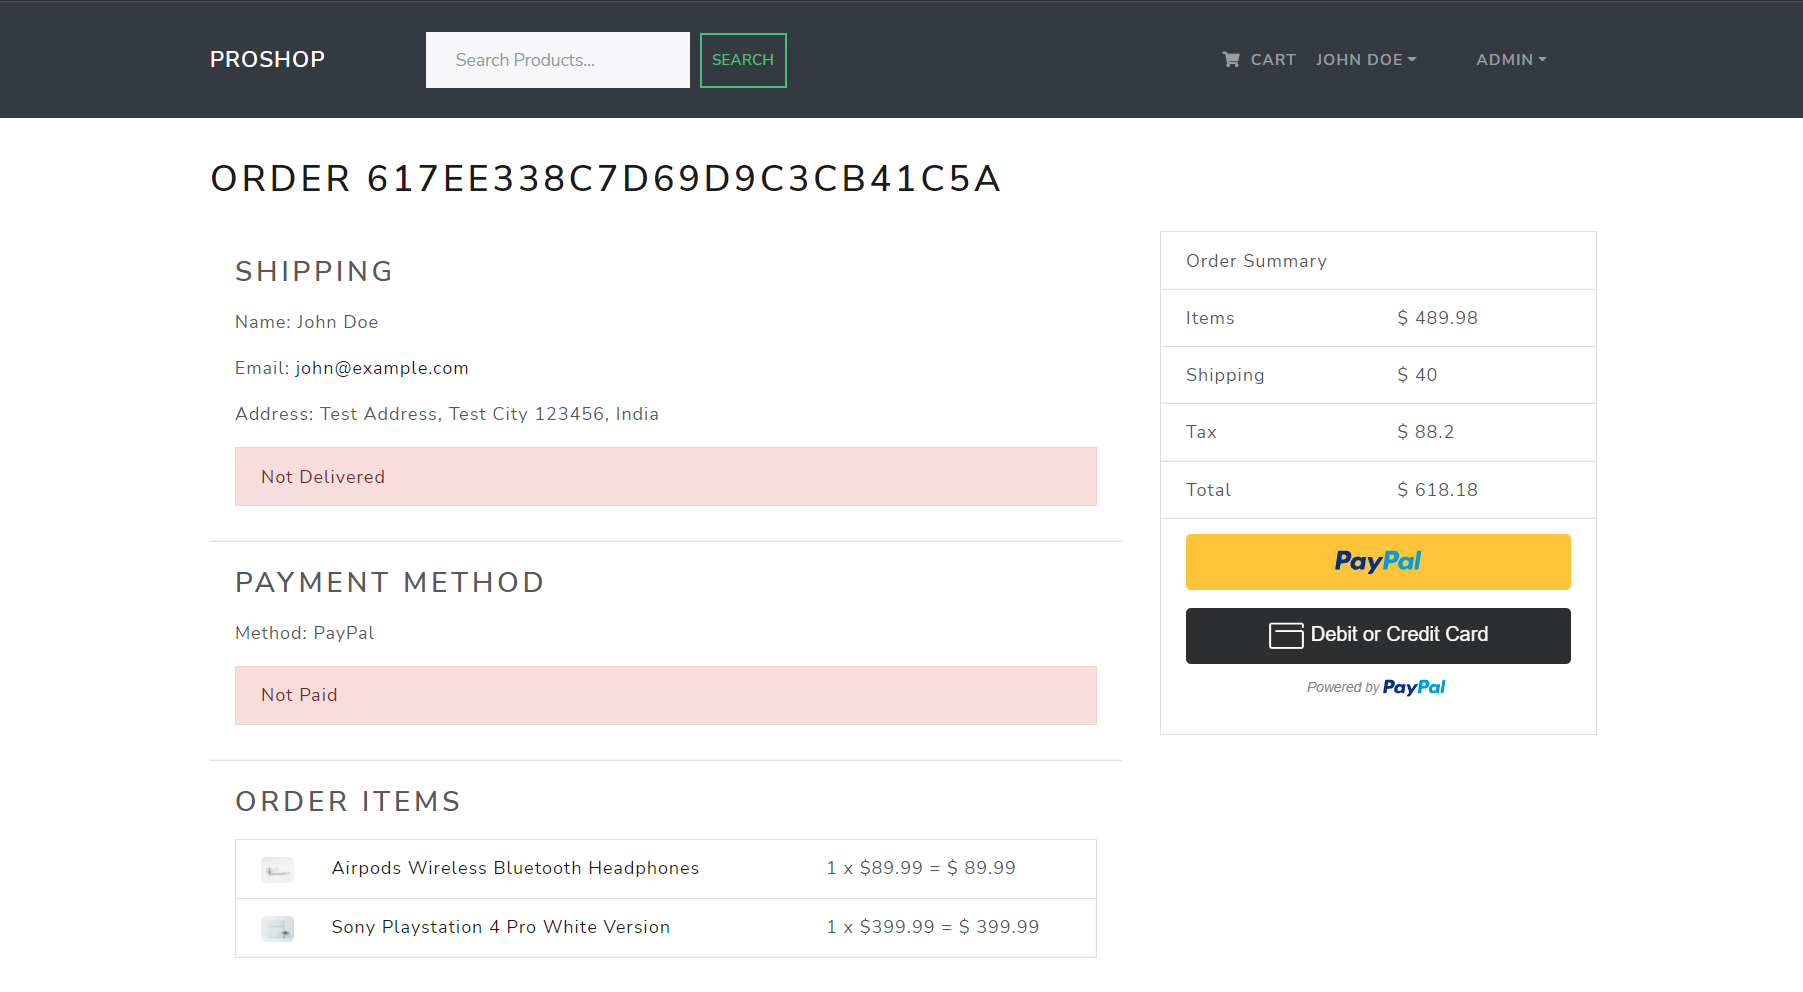 PROSHOP
Search Products...
SEARCH
CART
JOHN DOE
ADMIN
ORDER 617EE338C7D69D9C3CB41C5A
SHIPPING
Name: John Doe
Email: john@example.com
Address: Test Address, Test City 123456, India
Not Delivered
PAYMENT METHOD
Method: PayPal
Not Paid
ORDER ITEMS
Airpods Wireless Bluetooth Headphones 1 x $89.99 = $ 89.99
Sony Playstation 4 Pro White Version 1 x $399.99 = $ 399.99
Order Summary
Items $ 489.98
Shipping $ 40
Tax $ 88.2
Total $ 618.18
PayPal
Debit or Credit Card
Powered by PayPal